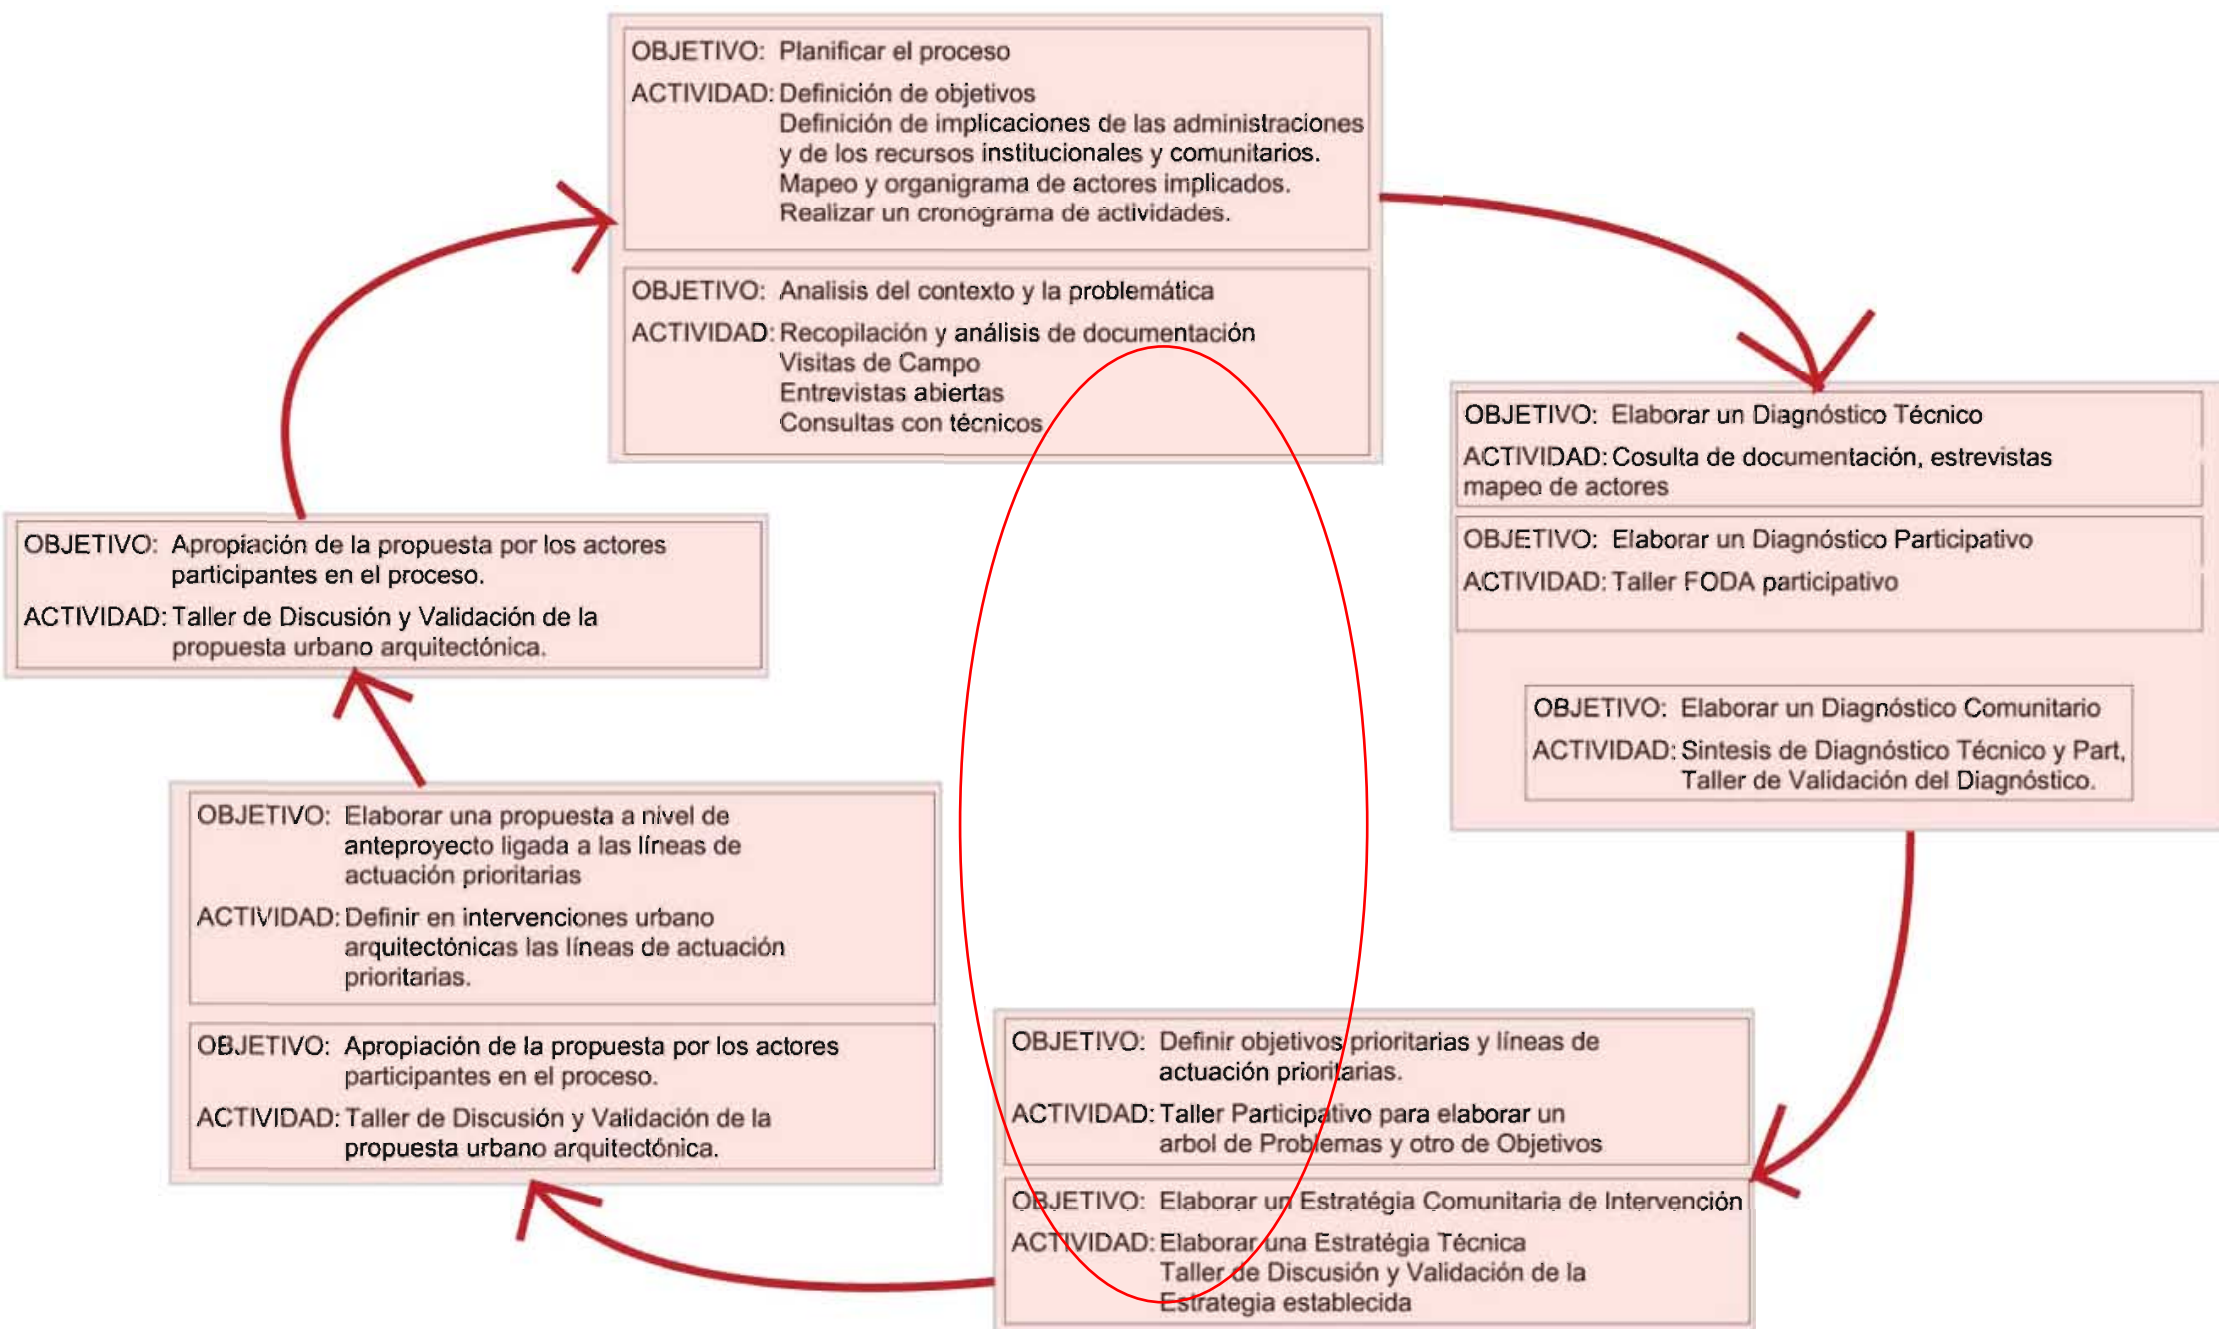 OBJETIVO: Planificar el proceso
ACTIVIDAD: Definición de objetivos
Definición de implicaciones de las administraciones
y de los recursos institucionales y comunitarios.
Mapeo y organigrama de actores implicados.
Realizar un cronograma de actividades.
OBJETIVO: Analisis del contexto y la problemática
ACTIVIDAD: Recopilación y análisis de documentación
Visitas de Campo
Entrevistas abiertas
Consultas con técnicos
OBJETIVO: Elaborar un Diagnóstico Técnico
ACTIVIDAD: Cosulta de documentación, estrevistas
mapeo de actores
OBJETIVO: Elaborar un Diagnóstico Participativo
ACTIVIDAD: Taller FODA participativo
OBJETIVO: Elaborar un Diagnóstico Comunitario
ACTIVIDAD: Sintesis de Diagnóstico Técnico y Part,
Taller de Validación del Diagnóstico.
OBJETIVO: Definir objetivos prioritarias y líneas de
actuación prioritarias.
ACTIVIDAD: Taller Participativo para elaborar un
arbol de Problemas y otro de Objetivos
OBJETIVO: Elaborar un Estratégia Comunitaria de Intervención
ACTIVIDAD: Elaborar una Estratégia Técnica
Taller de Discusión y Validación de la
Estrategia establecida
OBJETIVO: Elaborar una propuesta a nivel de
anteproyecto ligada a las líneas de
actuación prioritarias
ACTIVIDAD: Definir en intervenciones urbano
arquitectónicas las líneas de actuación
prioritarias.
OBJETIVO: Apropiación de la propuesta por los actores
participantes en el proceso.
ACTIVIDAD: Taller de Discusión y Validación de la
propuesta urbano arquitectónica.
OBJETIVO: Apropiación de la propuesta por los actores
participantes en el proceso.
ACTIVIDAD: Taller de Discusión y Validación de la
propuesta urbano arquitectónica.